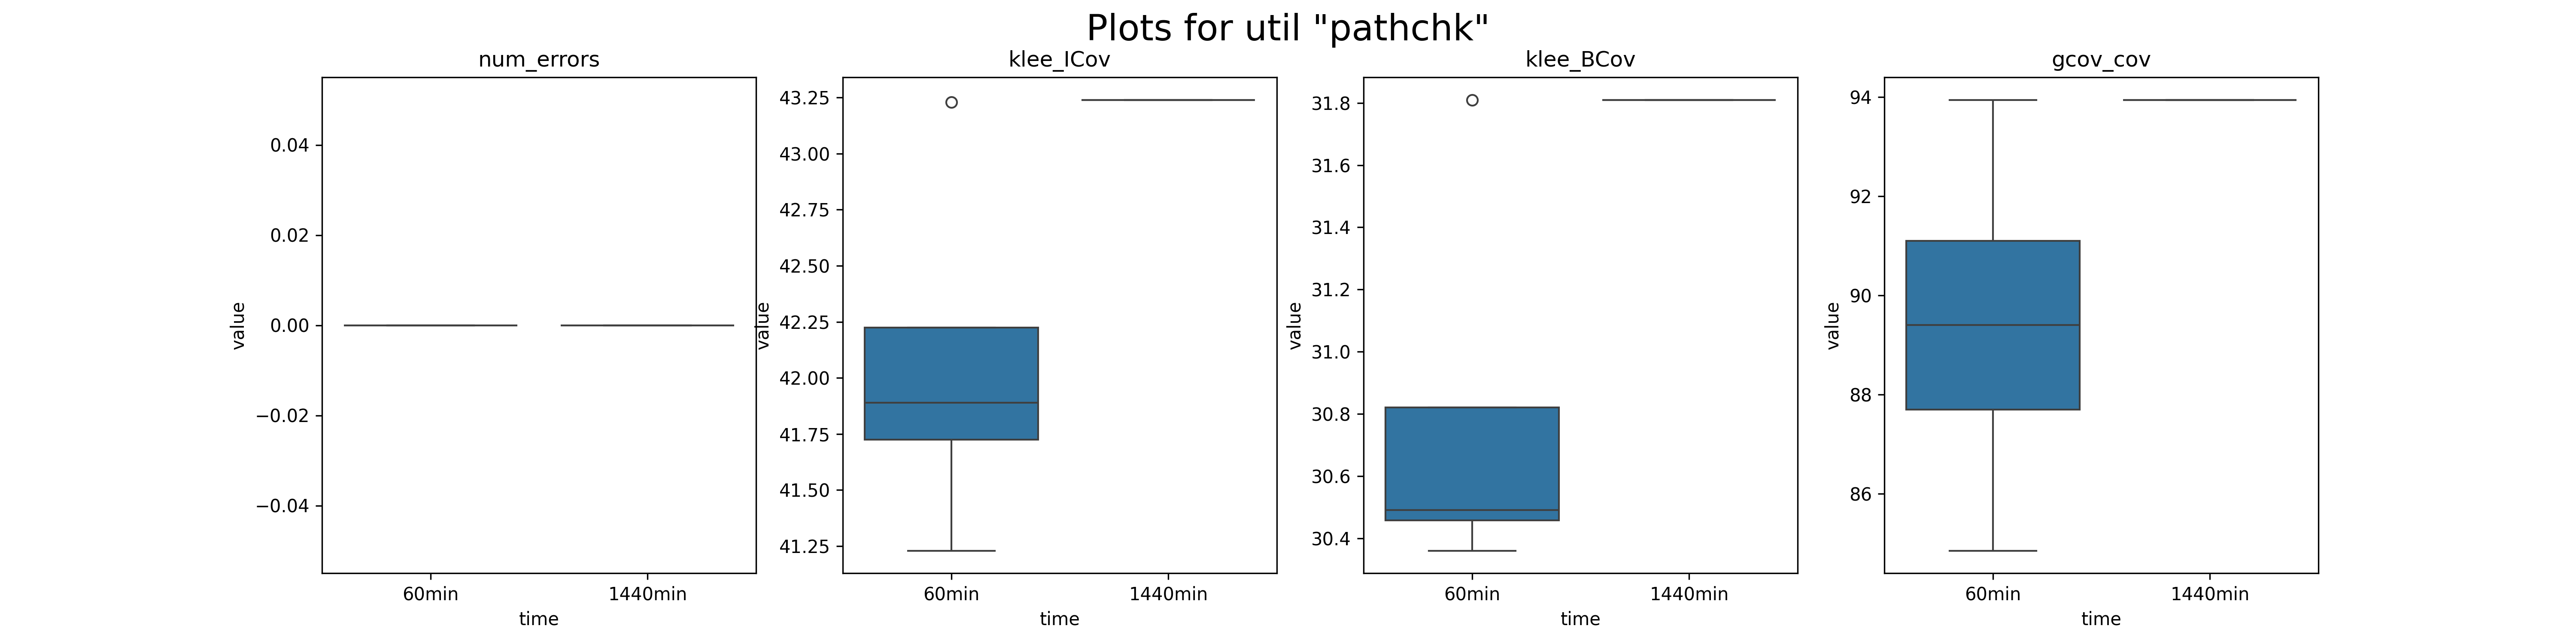 Plots for util "pathchk"
num_errors
0.04
0.02
0.00
−0.02
−0.04
value
60min
1440min
time
klee_ICov
43.25
43.00
42.75
42.50
42.25
42.00
41.75
41.50
41.25
value
60min
1440min
time
klee_BCov
31.8
31.6
31.4
31.2
31.0
30.8
30.6
30.4
value
60min
1440min
time
gcov_cov
94
92
90
88
86
value
60min
1440min
time